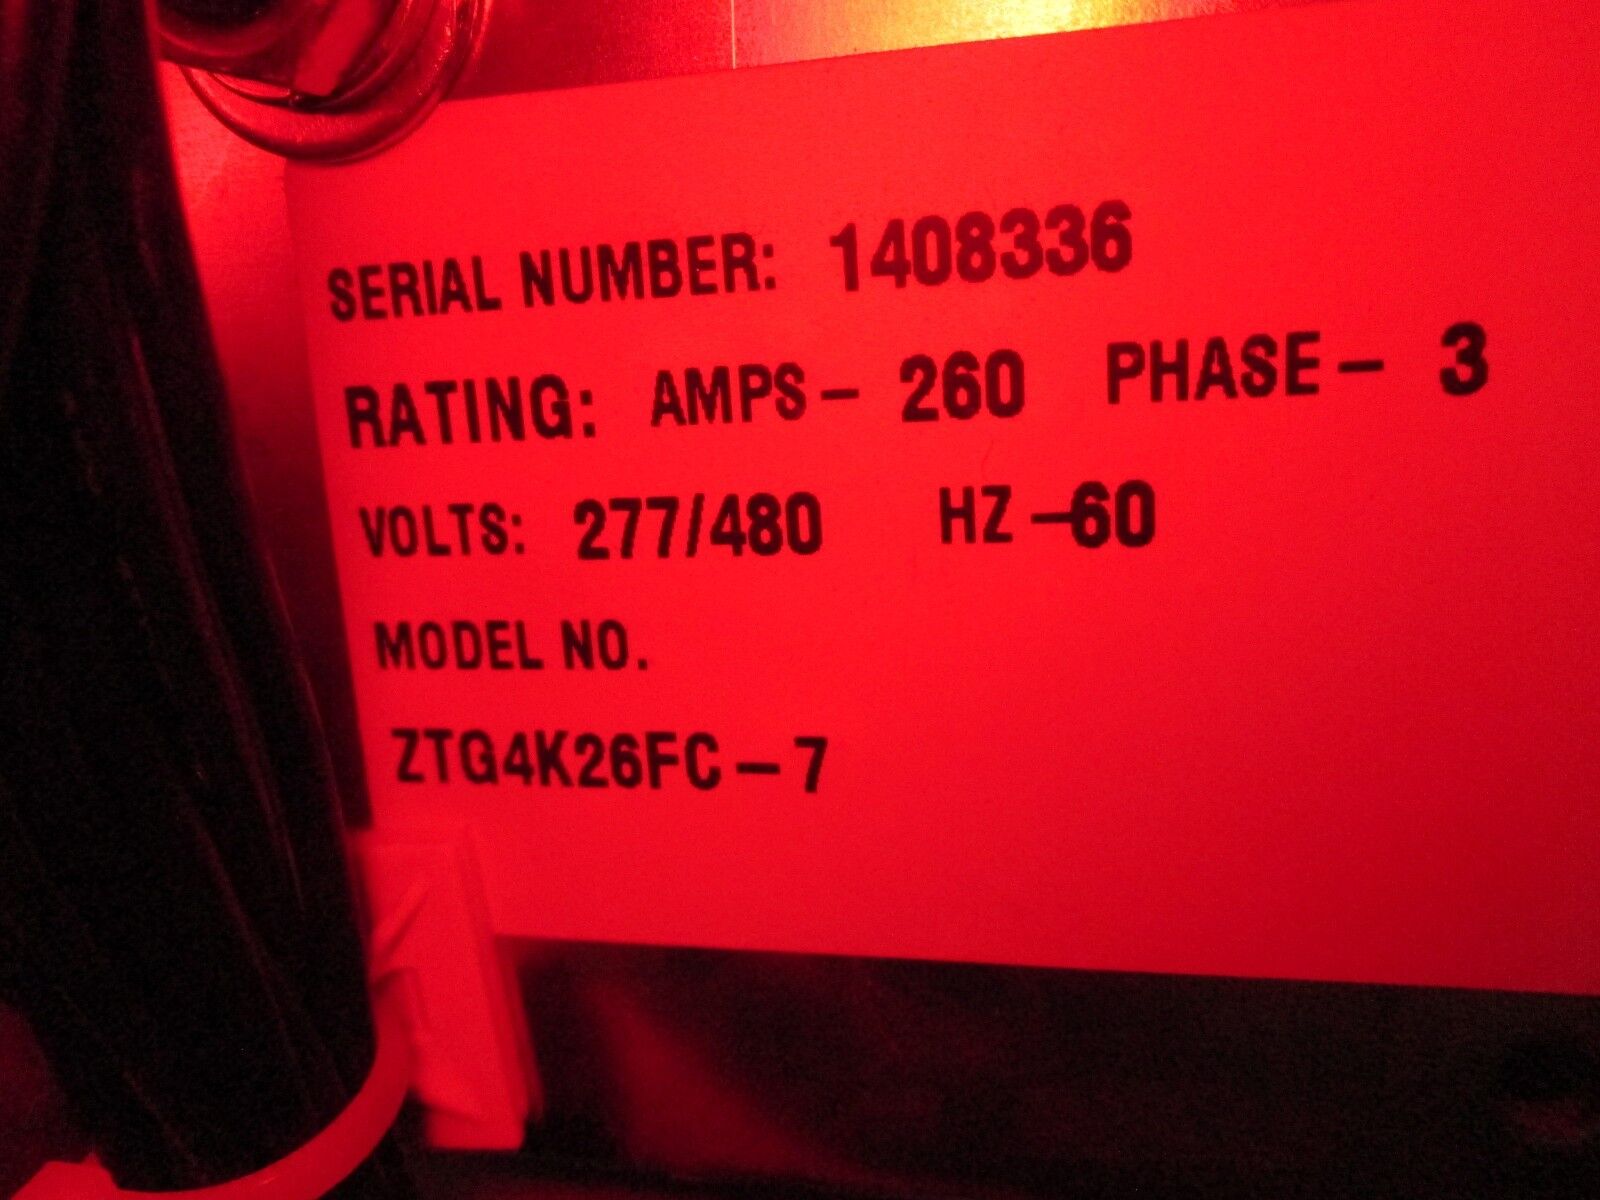 SERIAL NUMBER: 1408336
RATING: AMPS- 260 PHASE- 3
VOLTS: 277/480 HZ -60
MODEL NO.
ZTG4K26FC-7